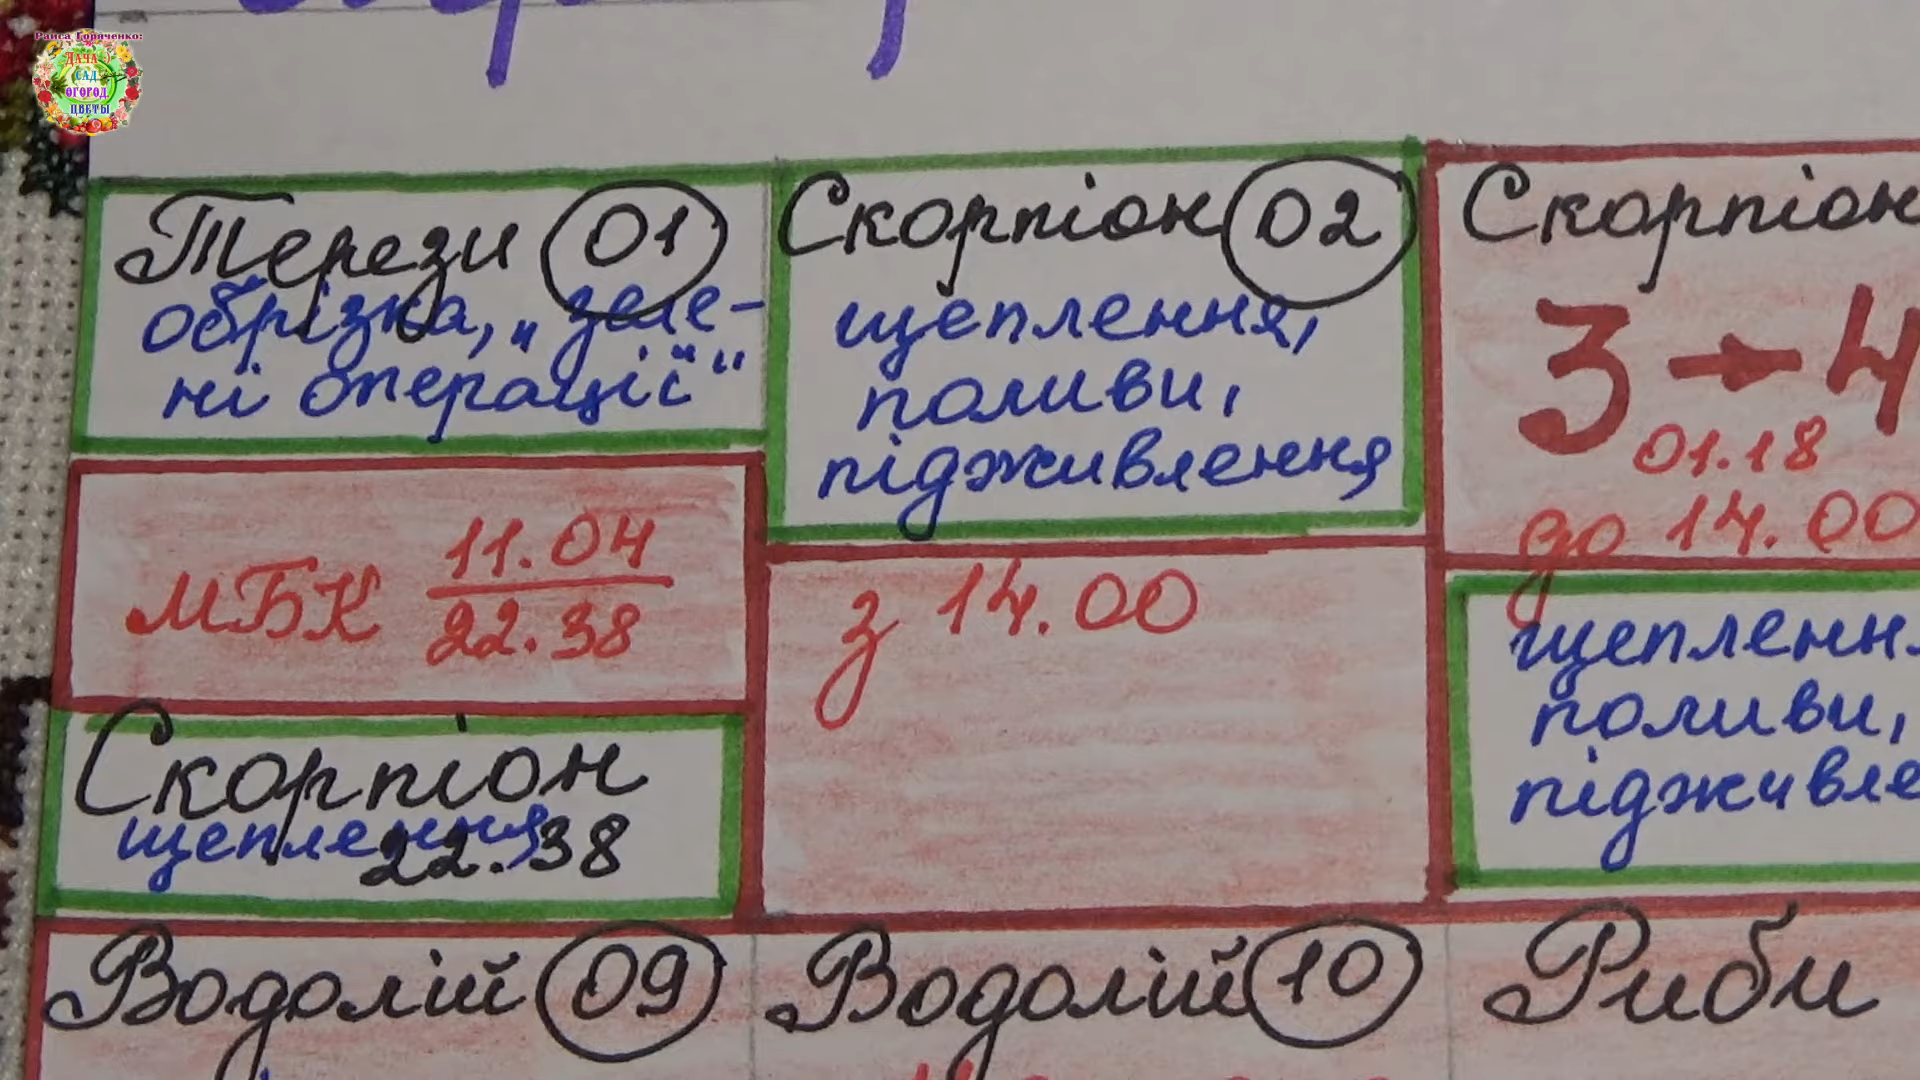 Раиса Горяченко:
ДАЧА
САД
ОГОРОД
ЦВЕТЫ
Терези 01
обрізка, „зеле-
ні операції“
МБК 11.04
22.38
Скорпіон
щеплення 22.38
Скорпіон 02
щеплення,
поливи,
підживлення
з 14.00
Скорпіон
3 → 4
01.18
до 14.00
поливи,
Водолій 09
Водолій 10
Риби